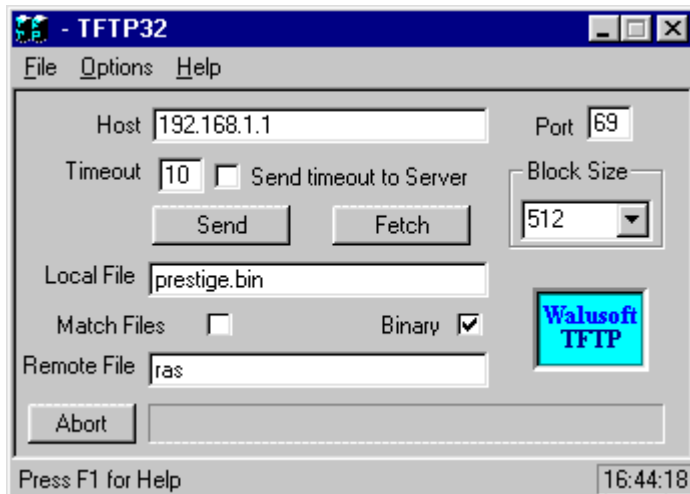 - TFTP32
File Options Help
Host 192.168.1.1 Port 69
Timeout 10 Send timeout to Server Block Size
512
Send Fetch
Local File prestige.bin
Match Files Binary
Walusoft
TFTP
Remote File ras
Abort
Press F1 for Help 16:44:18